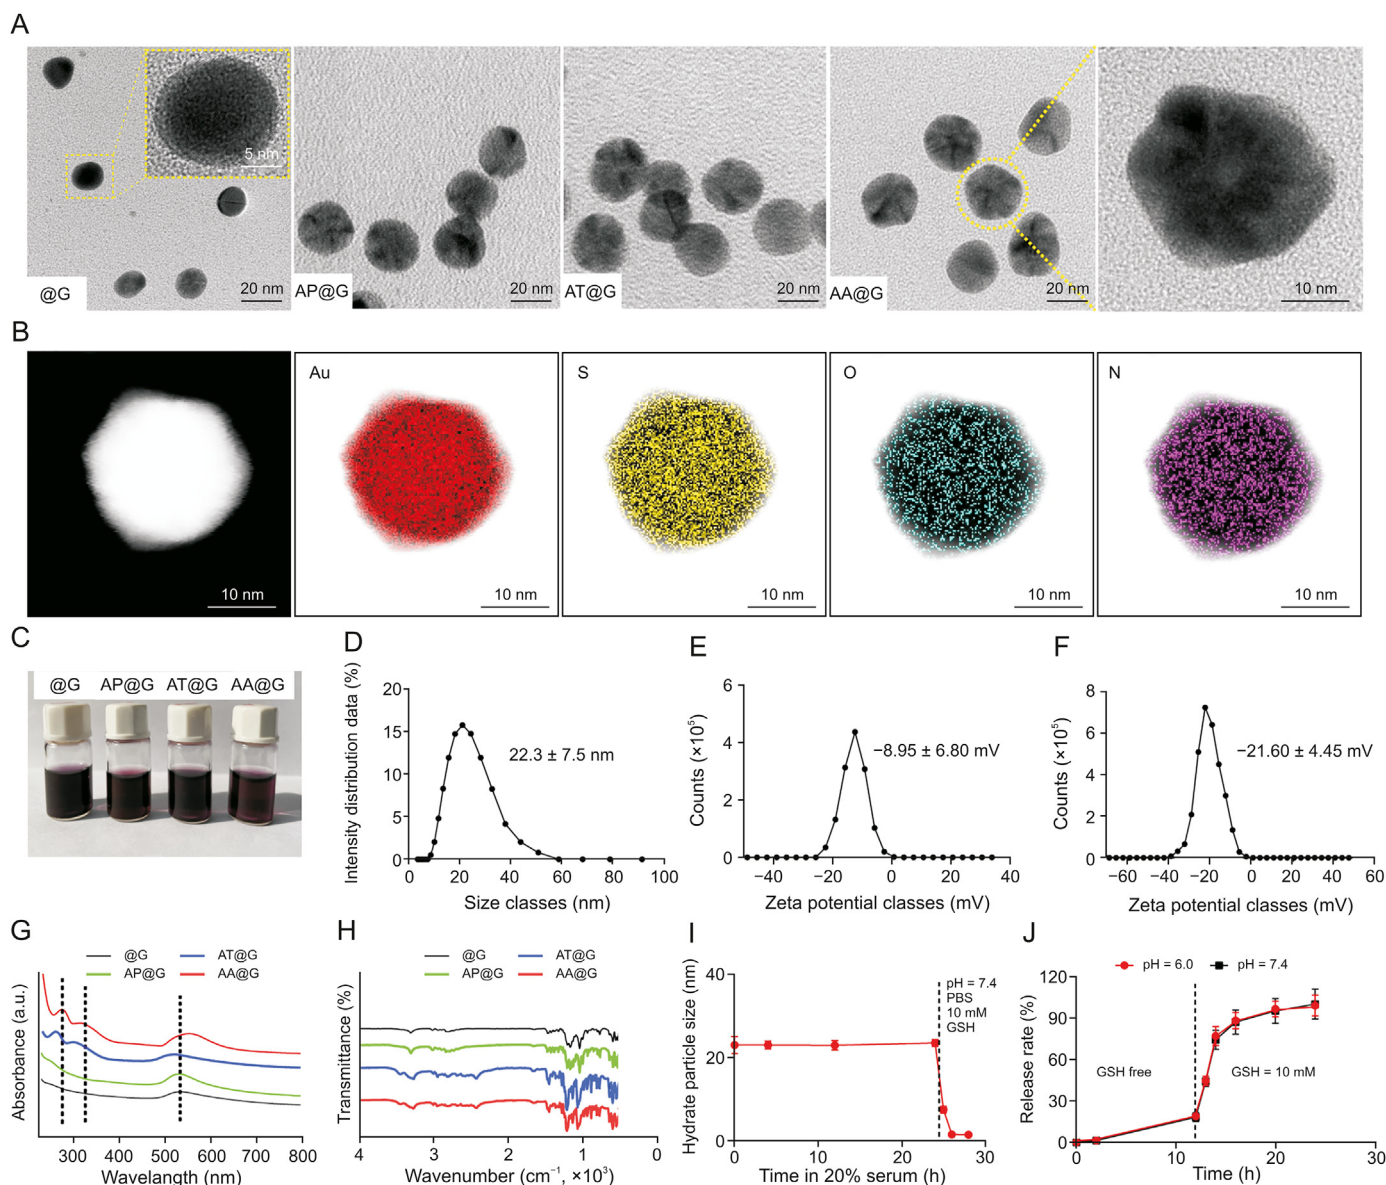 A
5 nm
@G
20 nm
AP@G
20 nm
AT@G
20 nm
AA@G
20 nm
10 nm
B
10 nm
Au
10 nm
S
10 nm
O
10 nm
N
10 nm
C
@G AP@G AT@G AA@G
D
Intensity distribution data (%)
20
15
10
5
0
22.3 ± 7.5 nm
0 20 40 60 80 100
Size classes (nm)
E
Counts (×10⁵)
6
4
2
0
−8.95 ± 6.80 mV
−40 −20 0 20 40
Zeta potential classes (mV)
F
Counts (×10⁵)
8
6
4
2
0
−21.60 ± 4.45 mV
−60 −40 −20 0 20 40 60
Zeta potential classes (mV)
G
@G AT@G
AP@G AA@G
Absorbance (a.u.)
300 400 500 600 700 800
Wavelangth (nm)
H
@G AT@G
AP@G AA@G
Transmittance (%)
4 3 2 1 0
Wavenumber (cm⁻¹, ×10³)
I
Hydrate particle size (nm)
40
20
0
pH = 7.4
PBS
10 mM
GSH
0 10 20 30
Time in 20% serum (h)
J
pH = 6.0 pH = 7.4
Release rate (%)
120
90
60
30
0
GSH free
GSH = 10 mM
0 10 20 30
Time (h)